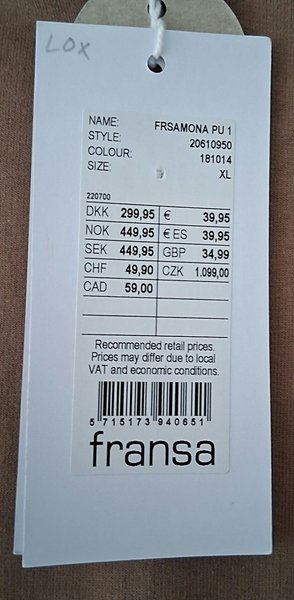 LOX
NAME: FRSAMONA PU 1
STYLE: 20610950
COLOUR: 181014
SIZE: XL
220700
DKK 299,95 € 39,95
NOK 449,95 € ES 39,95
SEK 449,95 GBP 34,99
CHF 49,90 CZK 1.099,00
CAD 59,00
Recommended retail prices.
Prices may differ due to local
VAT and economic conditions.
5 715173 940651
fransa